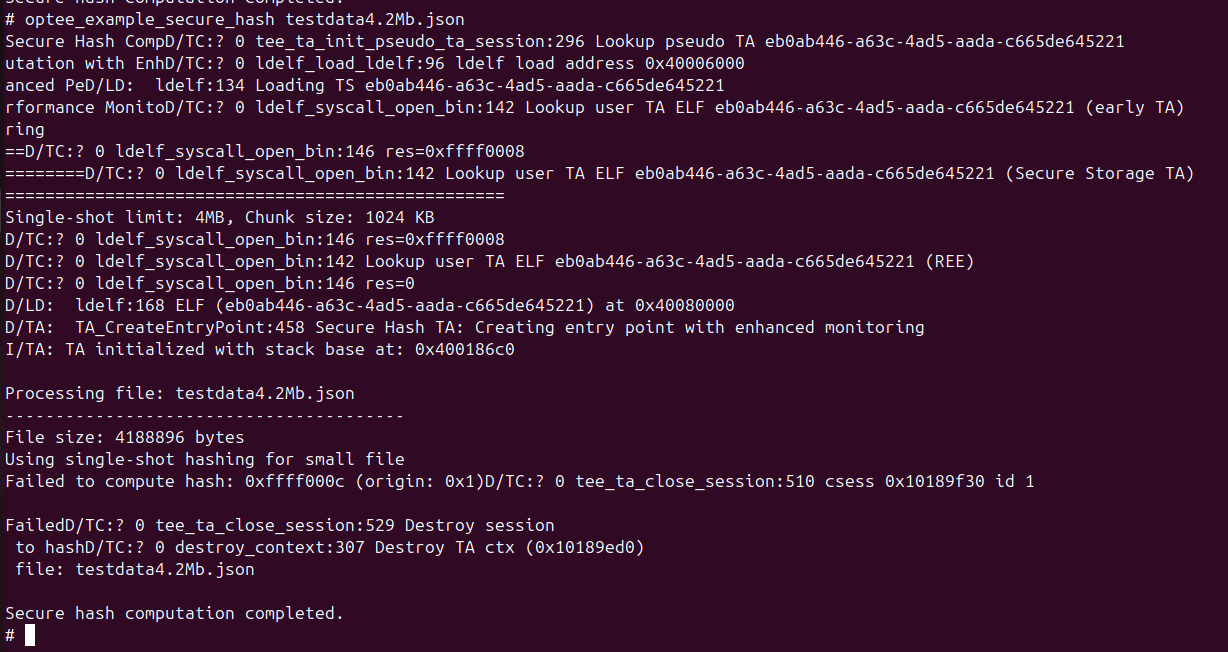 Secure hash computation completed.
# optee_example_secure_hash testdata4.2Mb.json
Secure Hash CompD/TC:? 0 tee_ta_init_pseudo_ta_session:296 Lookup pseudo TA eb0ab446-a63c-4ad5-aada-c665de645221
utation with EnhD/TC:? 0 ldelf_load_ldelf:96 ldelf load address 0x40006000
anced PeD/LD:  ldelf:134 Loading TS eb0ab446-a63c-4ad5-aada-c665de645221
rformance MonitoD/TC:? 0 ldelf_syscall_open_bin:142 Lookup user TA ELF eb0ab446-a63c-4ad5-aada-c665de645221 (early TA)
ring
==D/TC:? 0 ldelf_syscall_open_bin:146 res=0xffff0008
========D/TC:? 0 ldelf_syscall_open_bin:142 Lookup user TA ELF eb0ab446-a63c-4ad5-aada-c665de645221 (Secure Storage TA)
==================================================
Single-shot limit: 4MB, Chunk size: 1024 KB
D/TC:? 0 ldelf_syscall_open_bin:146 res=0xffff0008
D/TC:? 0 ldelf_syscall_open_bin:142 Lookup user TA ELF eb0ab446-a63c-4ad5-aada-c665de645221 (REE)
D/TC:? 0 ldelf_syscall_open_bin:146 res=0
D/LD:  ldelf:168 ELF (eb0ab446-a63c-4ad5-aada-c665de645221) at 0x40080000
D/TA:  TA_CreateEntryPoint:458 Secure Hash TA: Creating entry point with enhanced monitoring
I/TA: TA initialized with stack base at: 0x400186c0

Processing file: testdata4.2Mb.json
----------------------------------------
File size: 4188896 bytes
Using single-shot hashing for small file
Failed to compute hash: 0xffff000c (origin: 0x1)D/TC:? 0 tee_ta_close_session:510 csess 0x10189f30 id 1

FailedD/TC:? 0 tee_ta_close_session:529 Destroy session
 to hashD/TC:? 0 destroy_context:307 Destroy TA ctx (0x10189ed0)
 file: testdata4.2Mb.json

Secure hash computation completed.
#